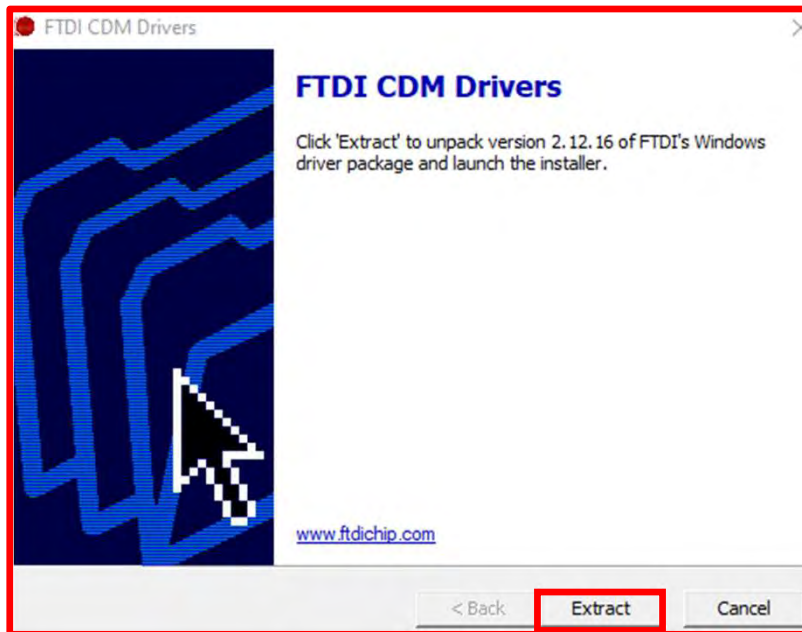 FTDI CDM Drivers
FTDI CDM Drivers
Click 'Extract' to unpack version 2.12.16 of FTDI's Windows
driver package and launch the installer.
www.ftdichip.com
< Back
Extract
Cancel